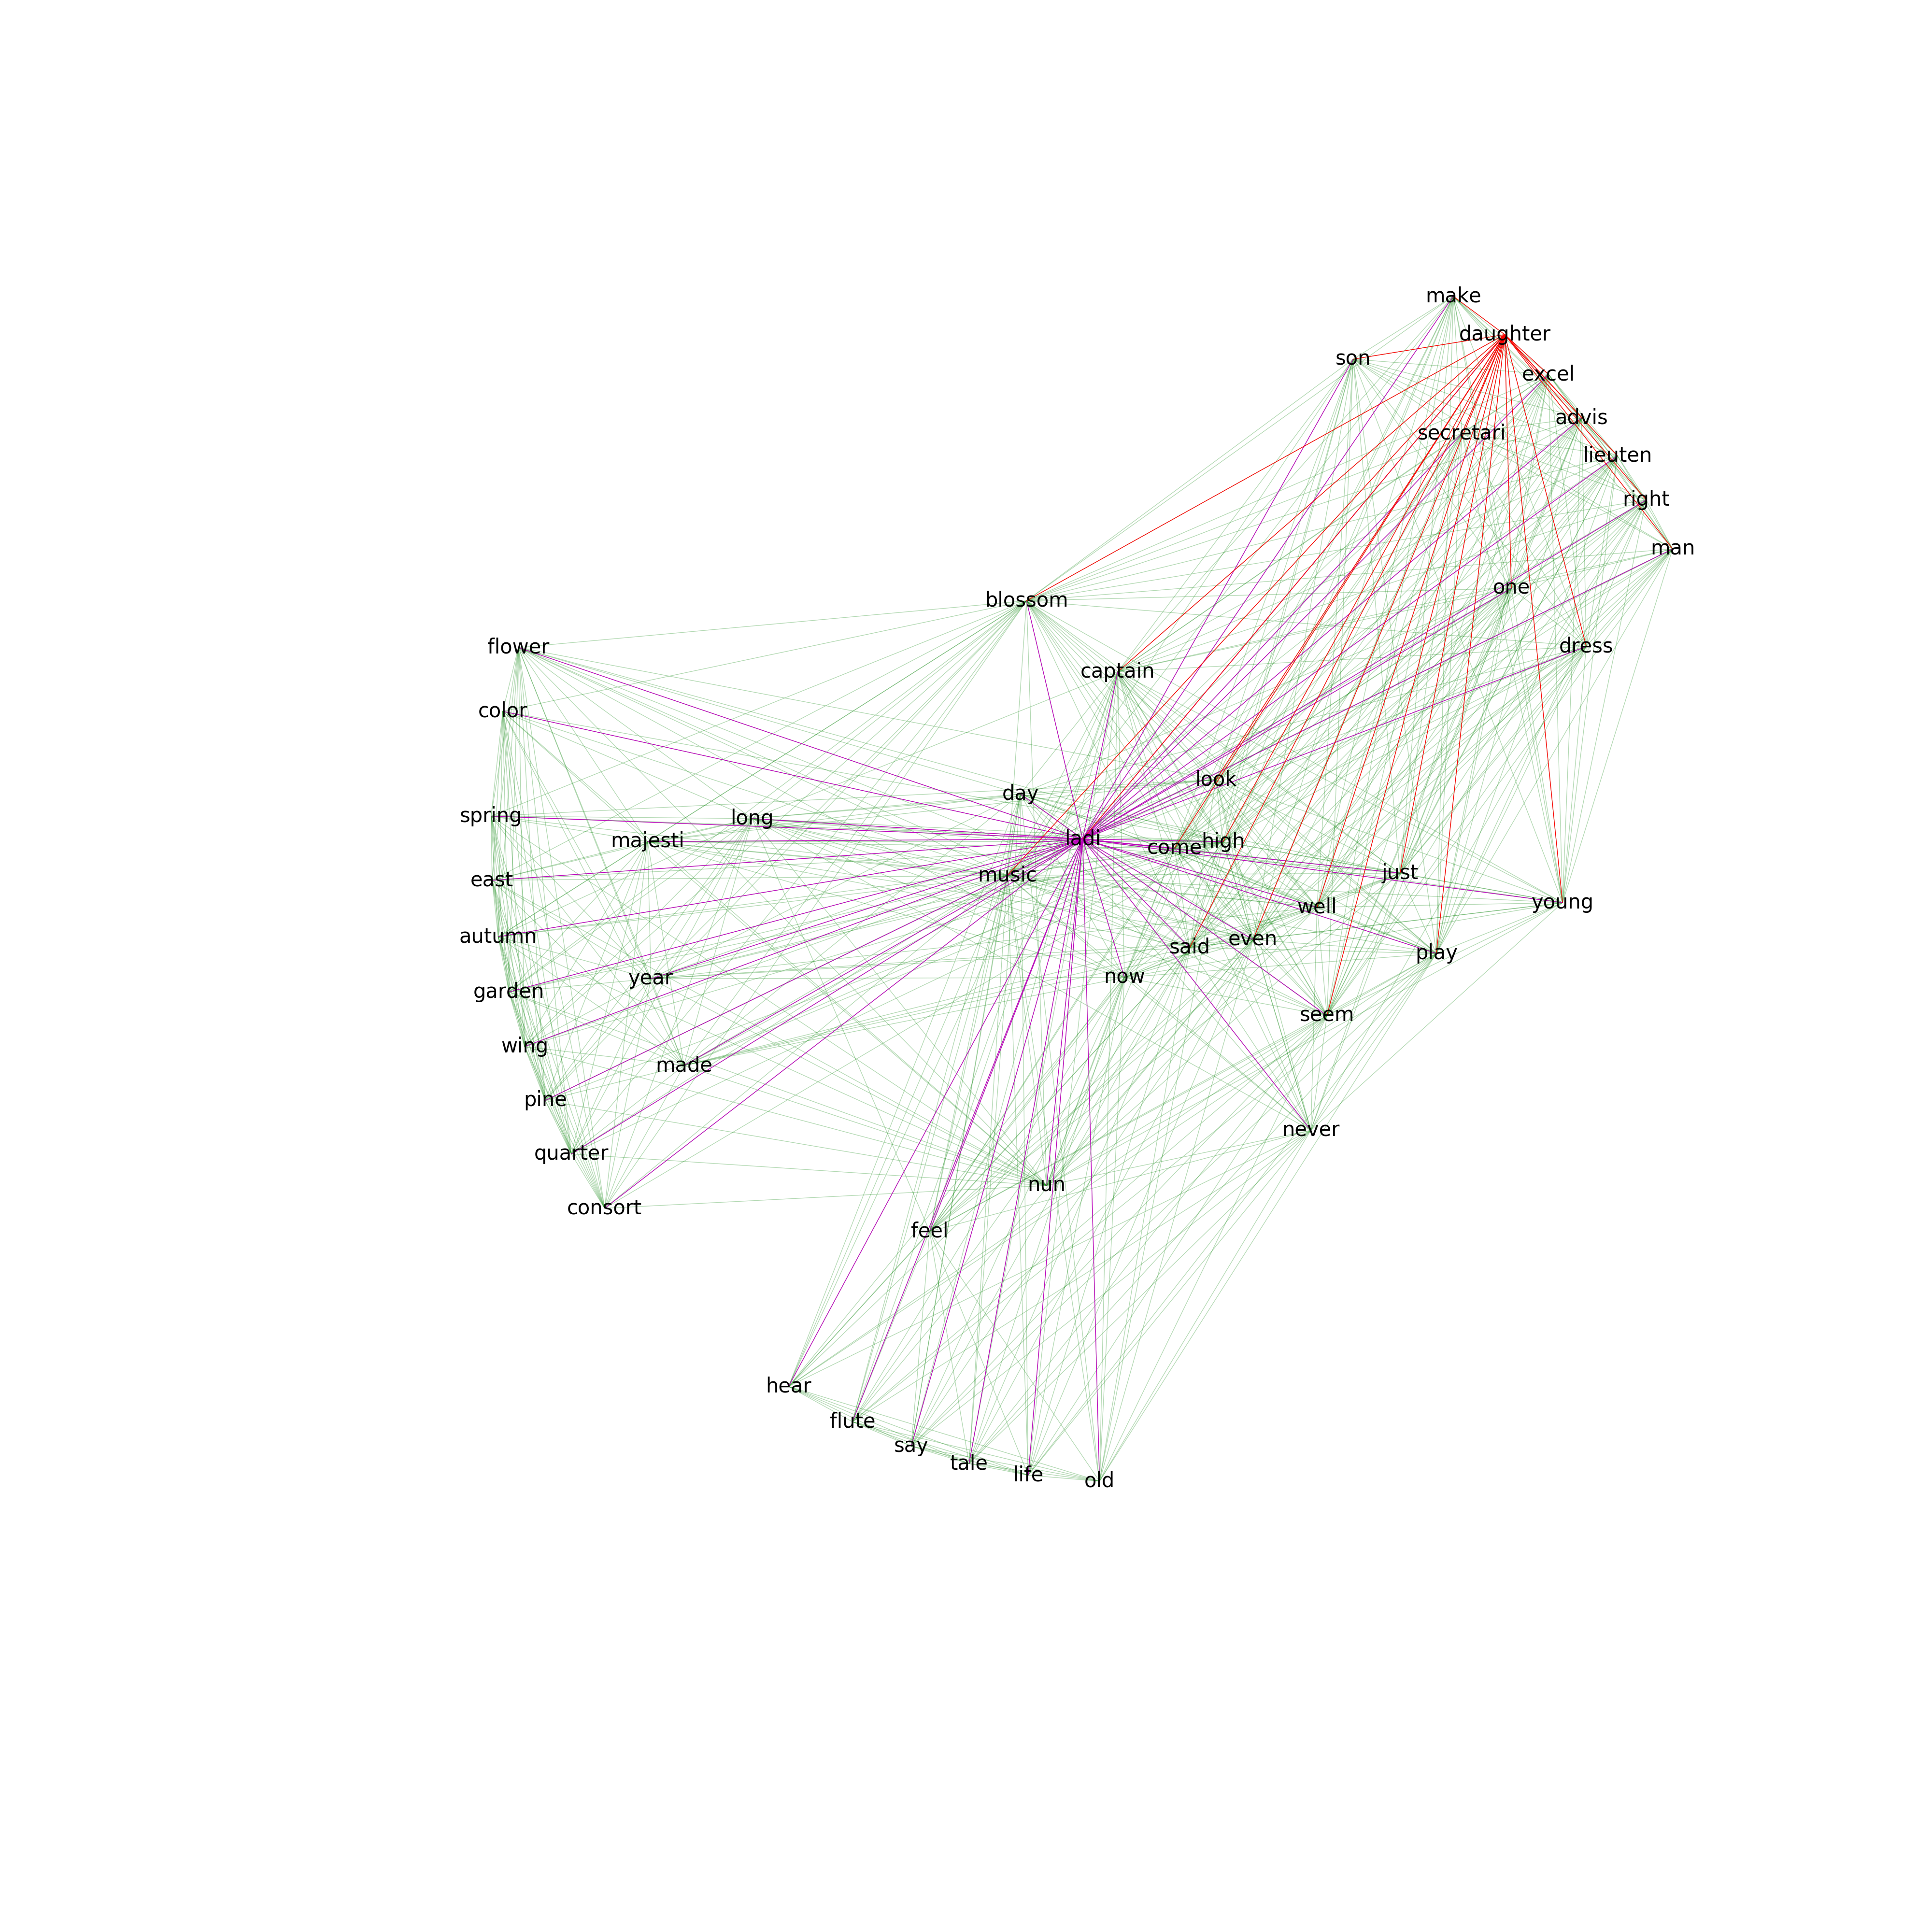 make
daughter
son
excel
advis
secretari
lieuten
right
man
one
blossom
dress
flower
captain
color
look
day
spring
long
majesti
ladi
high
come
just
east
music
young
well
autumn
even
said
play
now
year
garden
seem
wing
made
pine
never
quarter
nun
consort
feel
hear
flute
say
tale
life
old